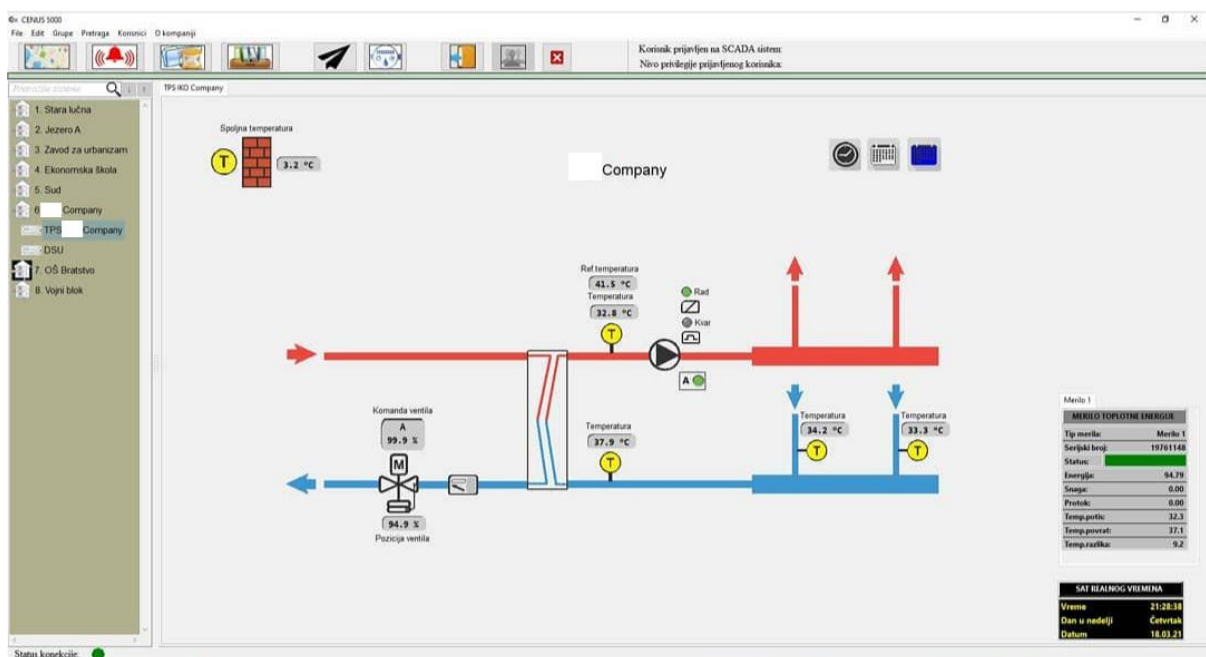 CENUS 5000
File Edit Grupe Pretraga Korisnici O kompaniji
Korisnik prijavljen na SCADA sistem:
Nivo privilegije prijavljenog korisnika:
TPS IKO Company
1. Stara lučna
2. Jezero A
3. Zavod za urbanizam
4. Ekonomska škola
5. Sud
6 Company
TPS Company
DSU
7. OŠ Bratstvo
8. Vojni blok
Spoljna temperatura
T
3.2 °C
Company
Ref.temperatura
41.5 °C
Temperatura
32.8 °C
T
Rad
Kvar
A
Komanda ventila
A
99.9 %
M
94.9 %
Pozicija ventila
Temperatura
37.9 °C
T
Temperatura
34.2 °C
T
Temperatura
33.3 °C
T
Merilo 1
MERILO TOPLOTNE ENERGIJE
Tip merila: Merilo 1
Serijski broj: 19761148
Status:
Energija: 94.79
Snaga: 0.00
Protok: 0.00
Temp.potis: 32.3
Temp.povrat: 37.1
Temp.razlika: 9.2
SAT REALNOG VREMENA
Vreme 21:28:38
Dan u nedelji Četvrtak
Datum 18.03.21
Status konekcije: